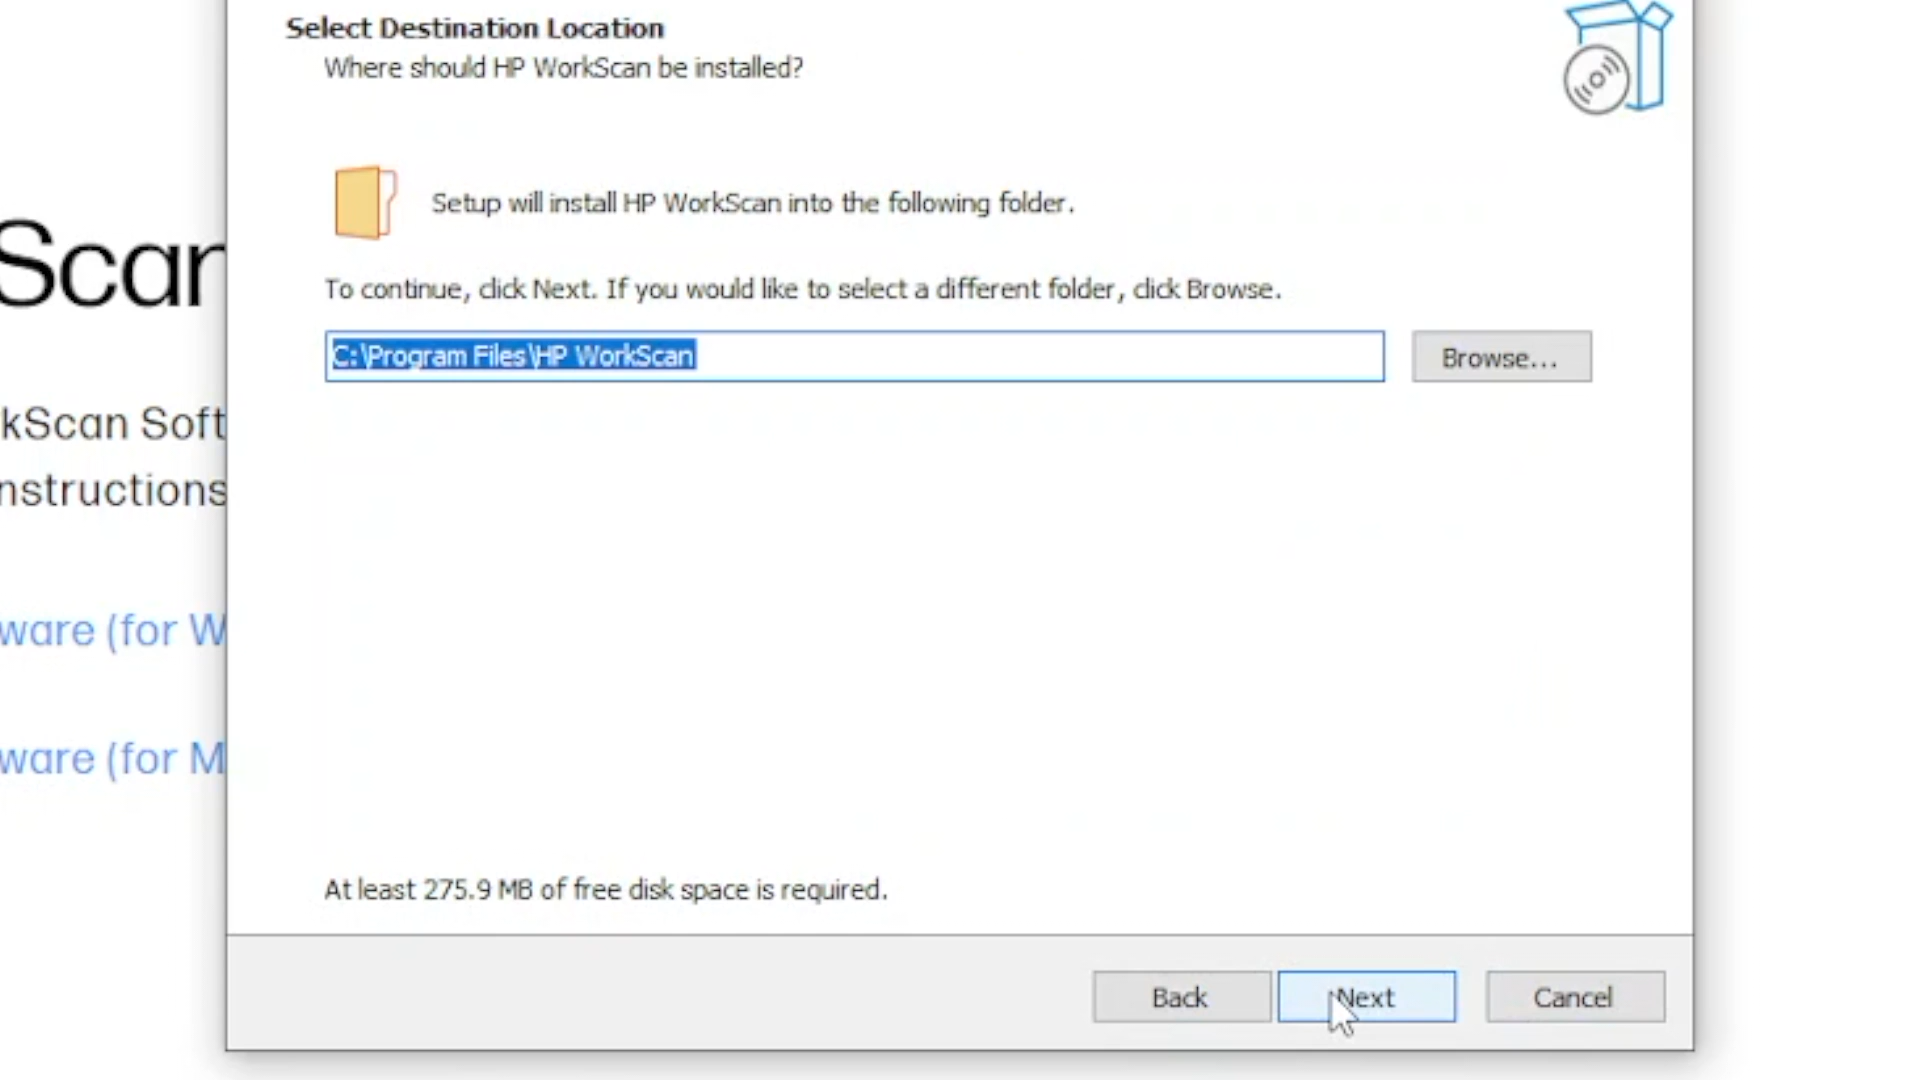 Select Destination Location
Where should HP WorkScan be installed?
Setup will install HP WorkScan into the following folder.
To continue, click Next. If you would like to select a different folder, click Browse.
C:\Program Files\HP WorkScan
Browse...
Scan
kScan Soft
nstructions
ware (for W
ware (for M
At least 275.9 MB of free disk space is required.
Back
Next
Cancel